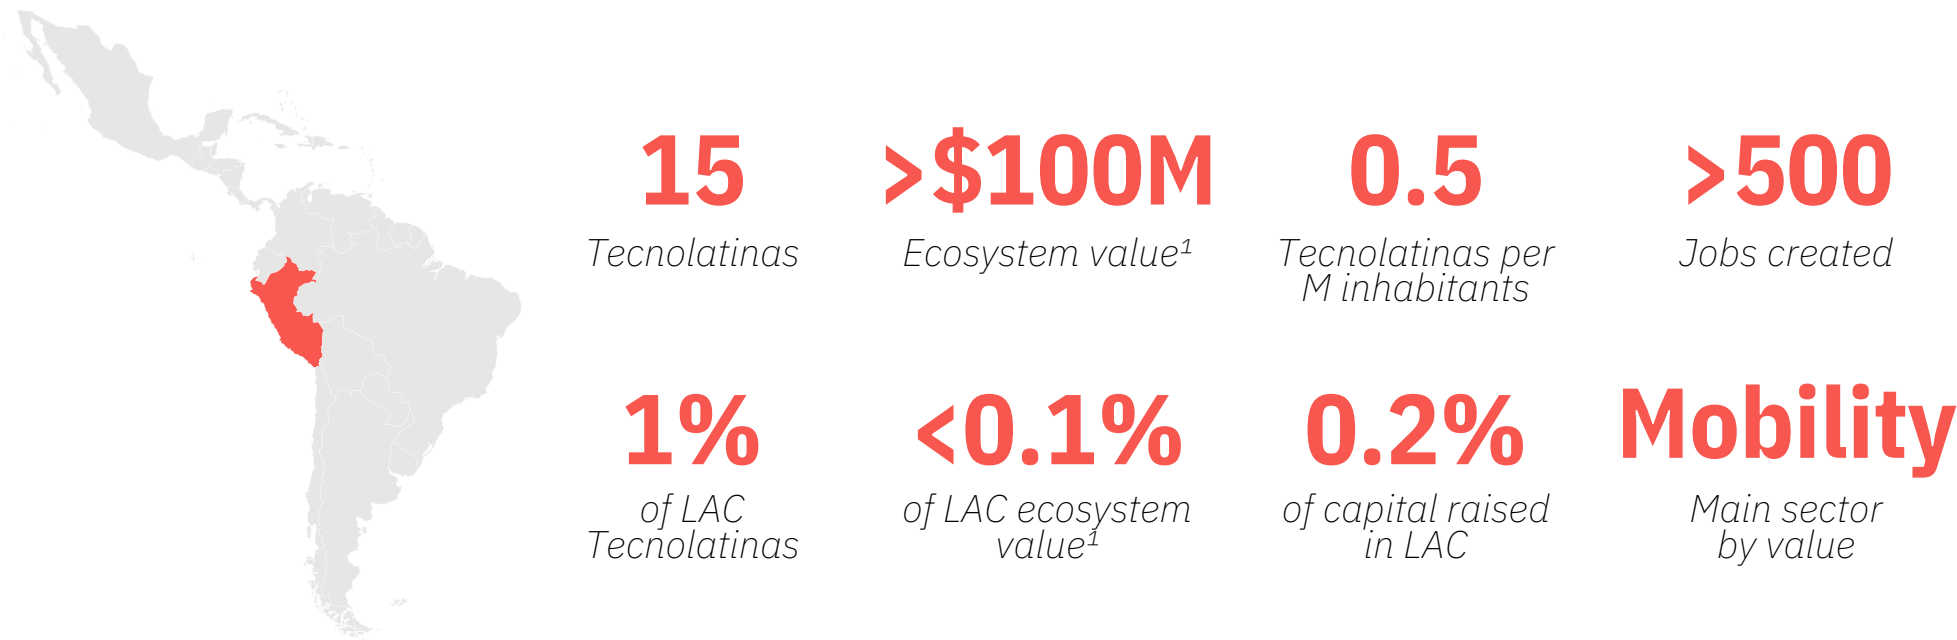 15
Tecnolatinas
>$100M
Ecosystem value¹
0.5
Tecnolatinas per
M inhabitants
>500
Jobs created
1%
of LAC
Tecnolatinas
<0.1%
of LAC ecosystem
value¹
0.2%
of capital raised
in LAC
Mobility
Main sector
by value